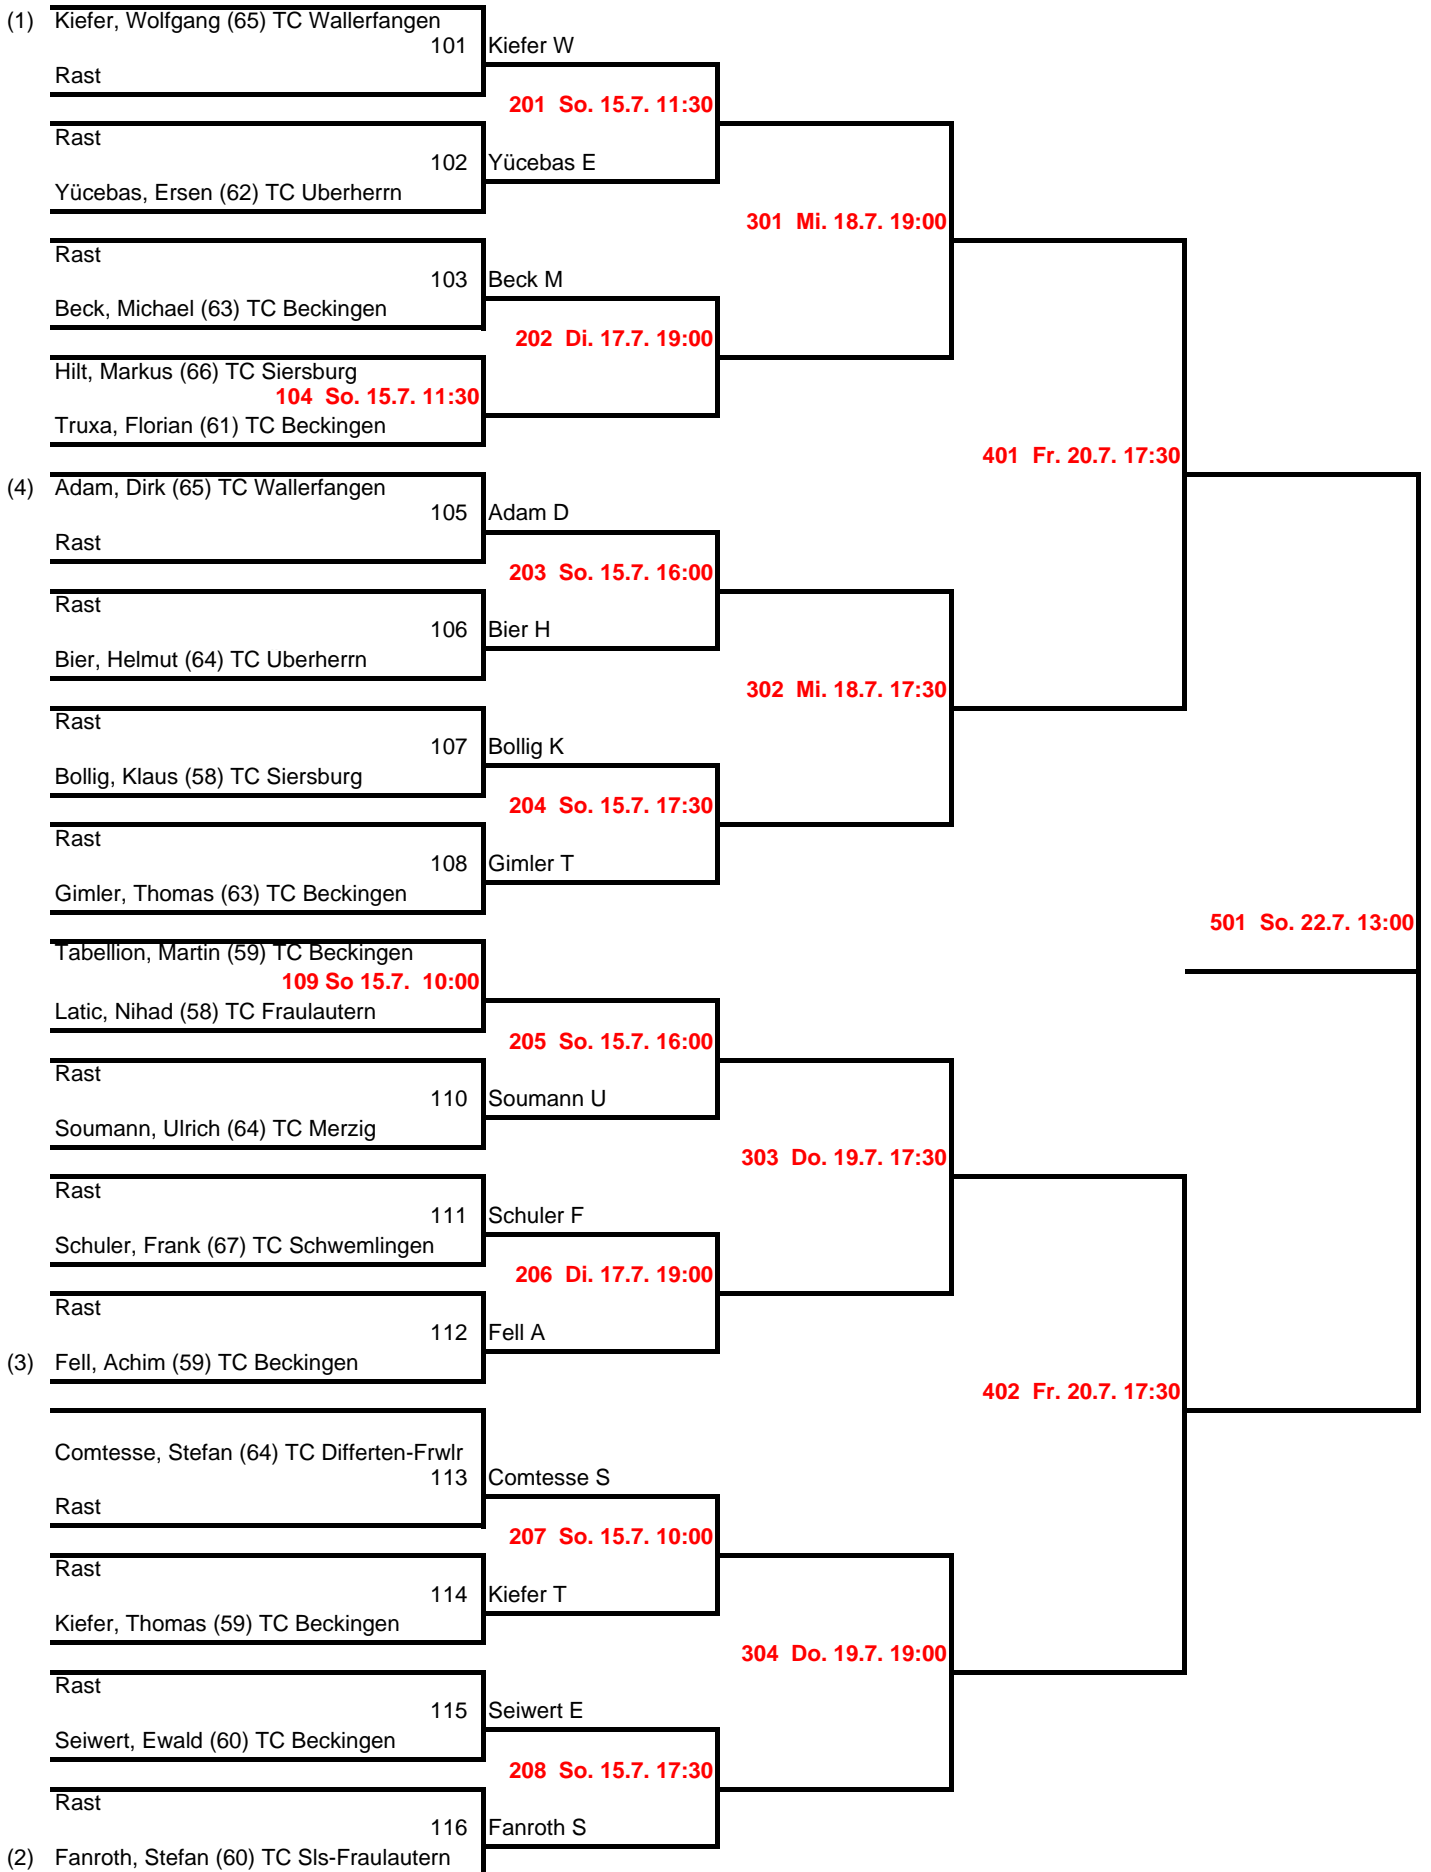 (1) Kiefer, Wolfgang (65) TC Wallerfangen
101 Kiefer W
Rast
201 So. 15.7. 11:30
Rast
102 Yücebas E
Yücebas, Ersen (62) TC Uberherrn
301 Mi. 18.7. 19:00
Rast
103 Beck M
Beck, Michael (63) TC Beckingen
202 Di. 17.7. 19:00
Hilt, Markus (66) TC Siersburg
104 So. 15.7. 11:30
Truxa, Florian (61) TC Beckingen
401 Fr. 20.7. 17:30
(4) Adam, Dirk (65) TC Wallerfangen
105 Adam D
Rast
203 So. 15.7. 16:00
Rast
106 Bier H
Bier, Helmut (64) TC Uberherrn
302 Mi. 18.7. 17:30
Rast
107 Bollig K
Bollig, Klaus (58) TC Siersburg
204 So. 15.7. 17:30
Rast
108 Gimler T
Gimler, Thomas (63) TC Beckingen
501 So. 22.7. 13:00
Tabellion, Martin (59) TC Beckingen
109 So 15.7. 10:00
Latic, Nihad (58) TC Fraulautern
205 So. 15.7. 16:00
Rast
110 Soumann U
Soumann, Ulrich (64) TC Merzig
303 Do. 19.7. 17:30
Rast
111 Schuler F
Schuler, Frank (67) TC Schwemlingen
206 Di. 17.7. 19:00
Rast
112 Fell A
(3) Fell, Achim (59) TC Beckingen
402 Fr. 20.7. 17:30
Comtesse, Stefan (64) TC Differten-Frwlr
113 Comtesse S
Rast
207 So. 15.7. 10:00
Rast
114 Kiefer T
Kiefer, Thomas (59) TC Beckingen
304 Do. 19.7. 19:00
Rast
115 Seiwert E
Seiwert, Ewald (60) TC Beckingen
208 So. 15.7. 17:30
Rast
116 Fanroth S
(2) Fanroth, Stefan (60) TC Sls-Fraulautern